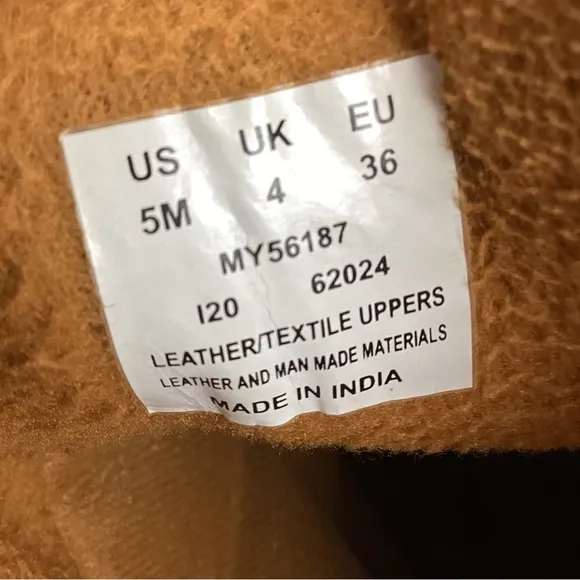 US UK EU
5M 4 36
MY56187
I20 62024
LEATHER/TEXTILE UPPERS
LEATHER AND MAN MADE MATERIALS
MADE IN INDIA